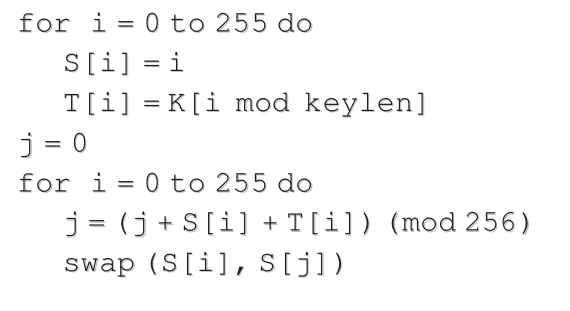 for i = 0 to 255 do
S[i] = i
T[i] = K[i mod keylen]
j = 0
for i = 0 to 255 do
j = (j + S[i] + T[i]) (mod 256)
swap (S[i], S[j])